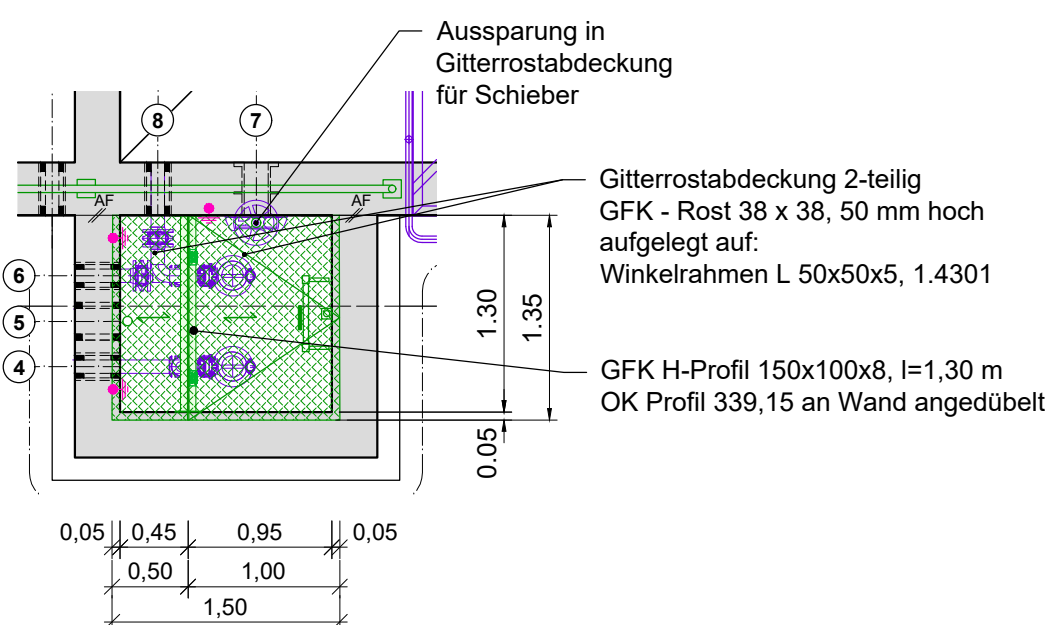 Aussparung in
Gitterrostabdeckung
für Schieber
8
7
Gitterrostabdeckung 2-teilig
GFK - Rost 38 x 38, 50 mm hoch
aufgelegt auf:
Winkelrahmen L 50x50x5, 1.4301
AF
AF
6
5
4
1.30
1.35
0.05
GFK H-Profil 150x100x8, l=1,30 m
OK Profil 339,15 an Wand angedübelt
0,05 0,45 0,95 0,05
0,50 1,00
1,50